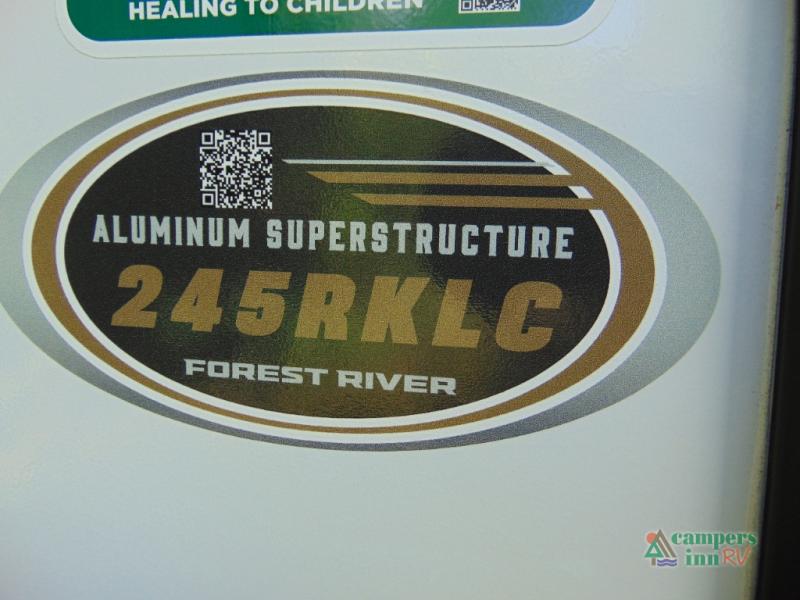 HEALING TO CHILDREN
ALUMINUM SUPERSTRUCTURE
245RKLC
FOREST RIVER
campers
inn RV